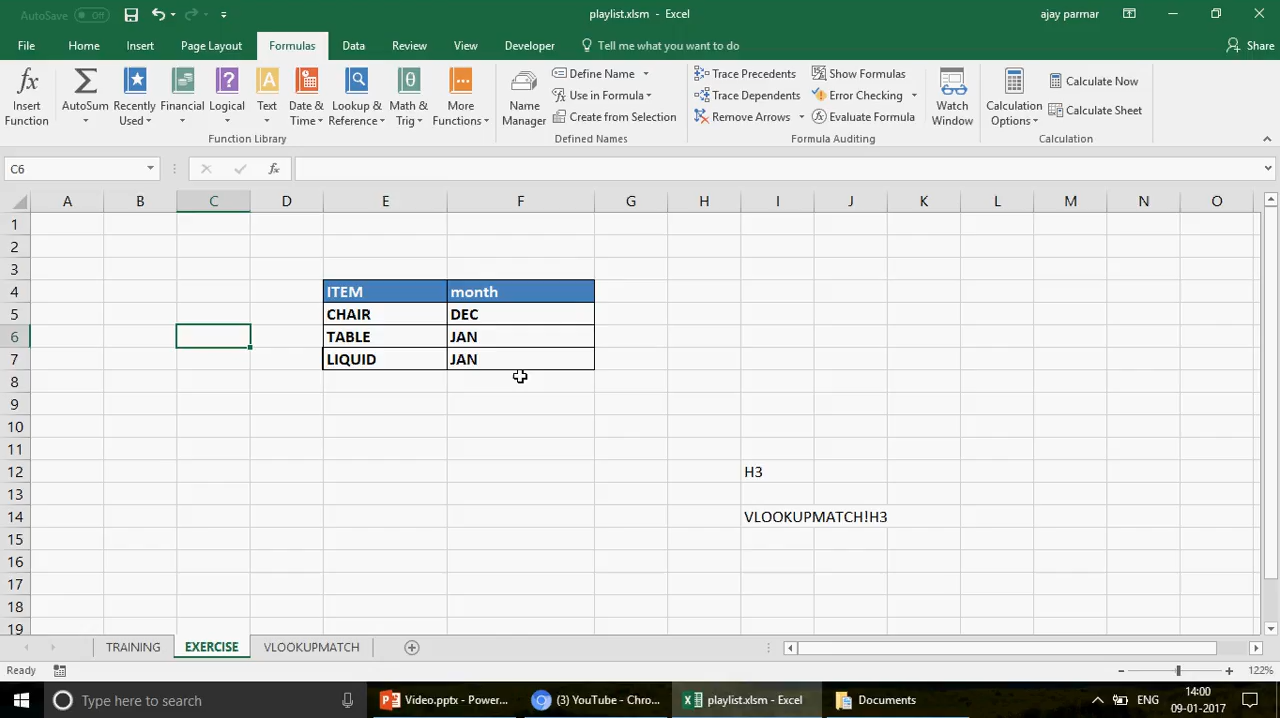 AutoSave Off
playlist.xlsm - Excel
ajay parmar
File Home Insert Page Layout Formulas Data Review View Developer Tell me what you want to do Share
Insert Function
AutoSum
Recently Used
Financial
Logical
Text
Date & Time
Lookup & Reference
Math & Trig
More Functions
Function Library
Name Manager
Define Name
Use in Formula
Create from Selection
Defined Names
Trace Precedents
Trace Dependents
Remove Arrows
Show Formulas
Error Checking
Evaluate Formula
Formula Auditing
Watch Window
Calculation Options
Calculate Now
Calculate Sheet
Calculation
C6 fx
A B C D E F G H I J K L M N O
1
2
3
4 ITEM month
5 CHAIR DEC
6 TABLE JAN
7 LIQUID JAN
8
9
10
11
12 H3
13
14 VLOOKUPMATCH!H3
15
16
17
18
19
TRAINING EXERCISE VLOOKUPMATCH
Ready 122%
Type here to search
Video.pptx - Power...
(3) YouTube - Chro...
playlist.xlsm - Excel
Documents
ENG
14:00
09-01-2017